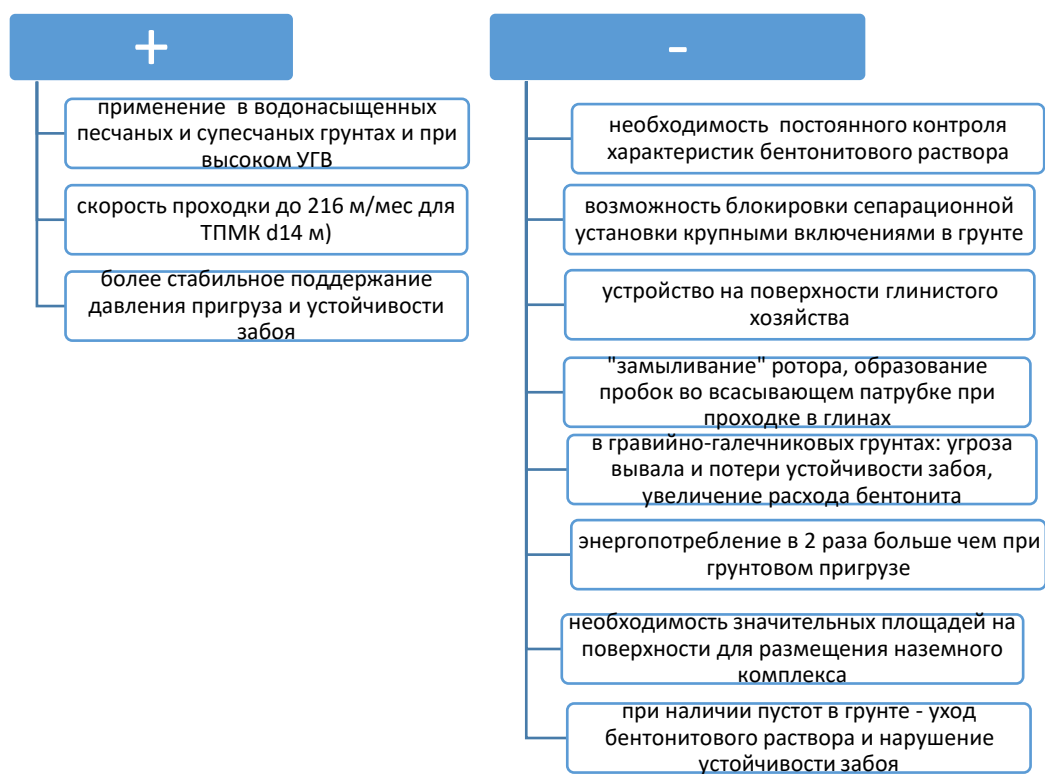 +
применение в водонасыщенных
песчаных и супесчаных грунтах и при
высоком УГВ
скорость проходки до 216 м/мес для
ТПМК d14 м)
более стабильное поддержание
давления пригруза и устойчивости
забоя
-
необходимость постоянного контроля
характеристик бентонитового раствора
возможность блокировки сепарационной
установки крупными включениями в грунте
устройство на поверхности глинистого
хозяйства
"замыливание" ротора, образование
пробок во всасывающем патрубке при
проходке в глинах
в гравийно-галечниковых грунтах: угроза
вывала и потери устойчивости забоя,
увеличение расхода бентонита
энергопотребление в 2 раза больше чем при
грунтовом пригрузе
необходимость значительных площадей на
поверхности для размещения наземного
комплекса
при наличии пустот в грунте - уход
бентонитового раствора и нарушение
устойчивости забоя